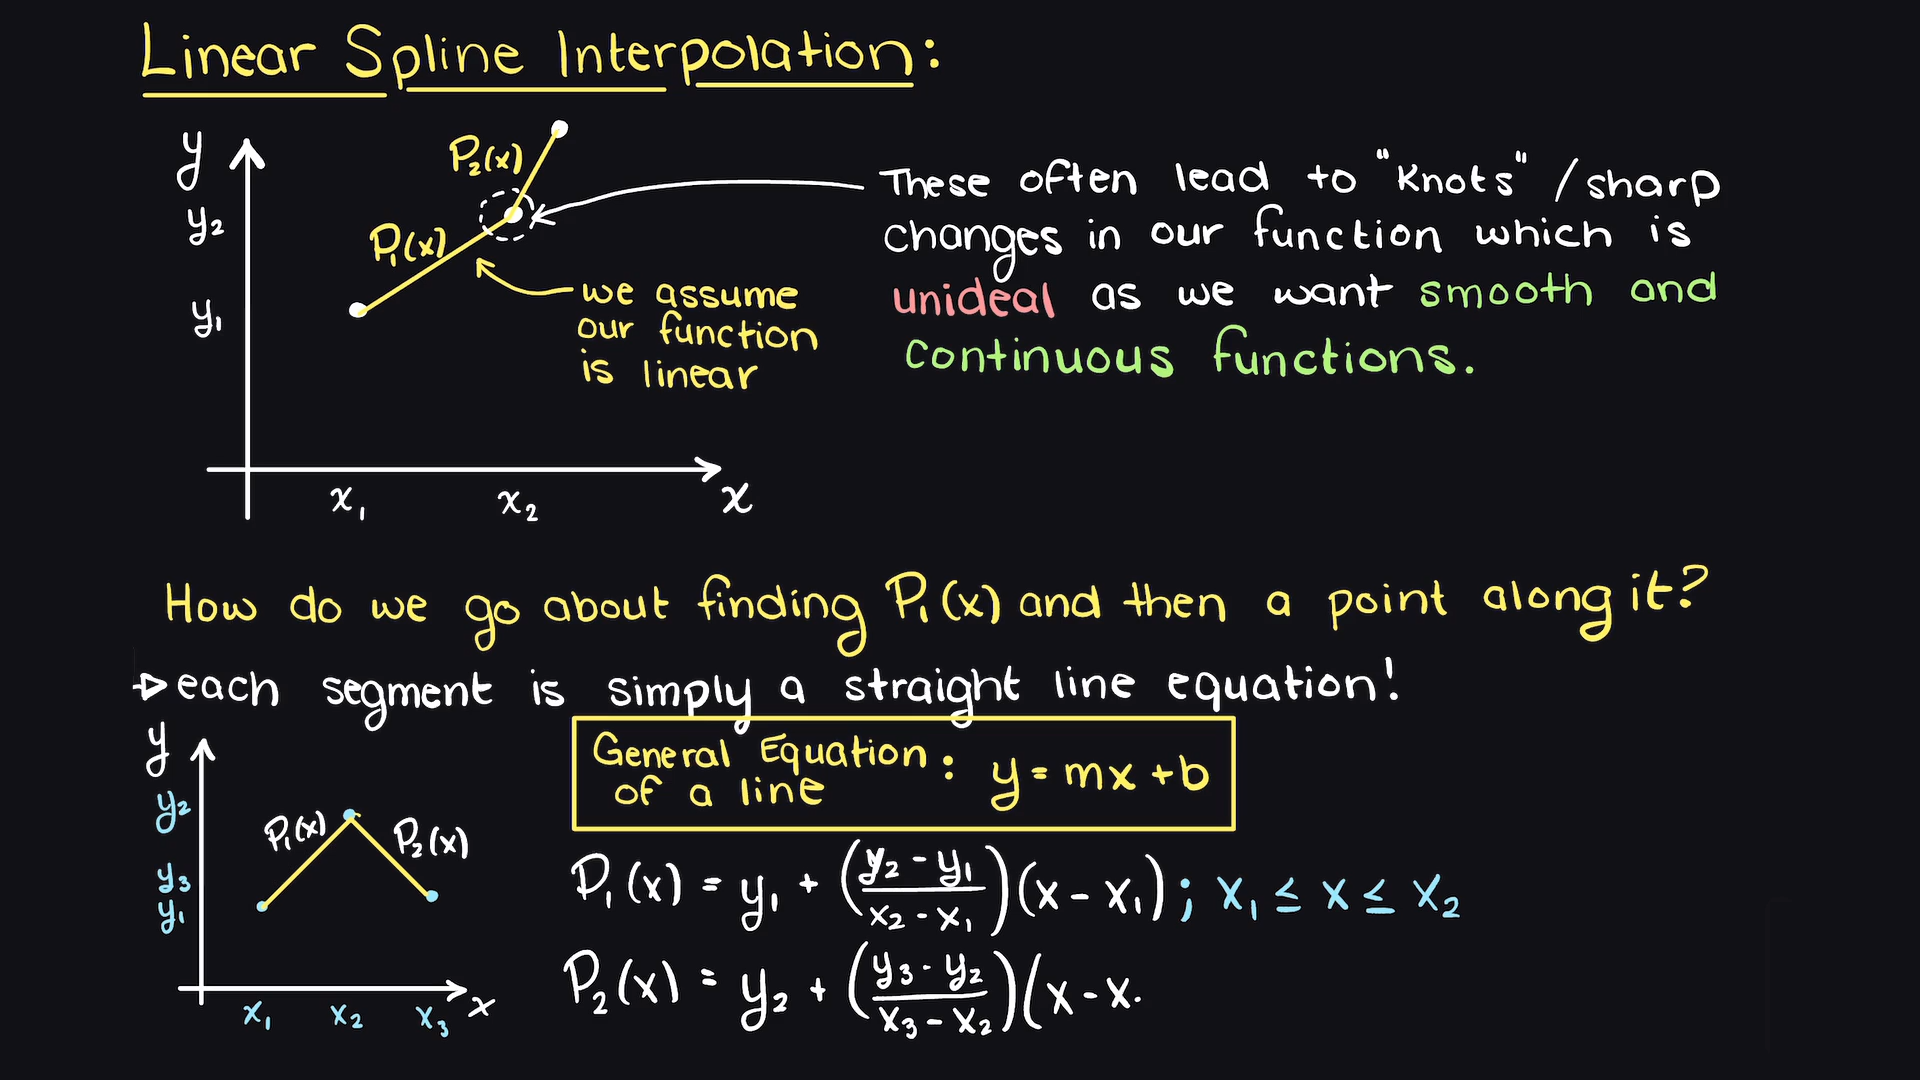 Linear Spline Interpolation:
y
P₂(x)
y₂
P₁(x)
y₁
we assume
our function
is linear
x₁ x₂ x
These often lead to "Knots" / sharp
changes in our function which is
unideal as we want smooth and
continuous functions.
How do we go about finding P₁(x) and then a point along it?
each segment is simply a straight line equation!
y
y₂
P₁(x) P₂(x)
y₃
y₁
x₁ x₂ x₃ x
General Equation
of a line : y = mx + b
P₁(x) = y₁ + ((y₂ - y₁)/(x₂ - x₁))(x - x₁); x₁ ≤ x ≤ x₂
P₂(x) = y₂ + ((y₃ - y₂)/(x₃ - x₂))(x - x.